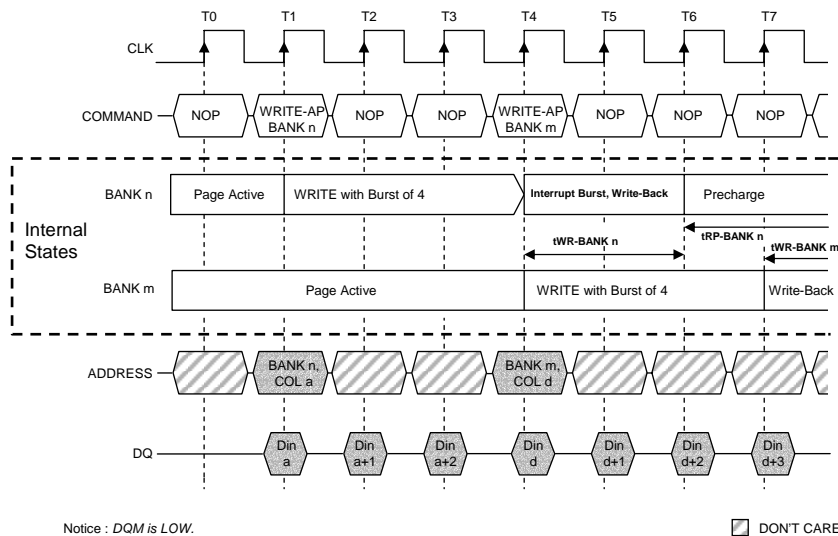 T0 T1 T2 T3 T4 T5 T6 T7
CLK
COMMAND NOP WRITE-AP BANK n NOP NOP WRITE-AP BANK m NOP NOP NOP
BANK n Page Active WRITE with Burst of 4 Interrupt Burst, Write-Back Precharge
Internal States
tWR-BANK n tRP-BANK n
tWR-BANK m
BANK m Page Active WRITE with Burst of 4 Write-Back
ADDRESS BANK n, COL a BANK m, COL d
DQ Din a Din a+1 Din a+2 Din d Din d+1 Din d+2 Din d+3
Notice : DQM is LOW. DON'T CARE